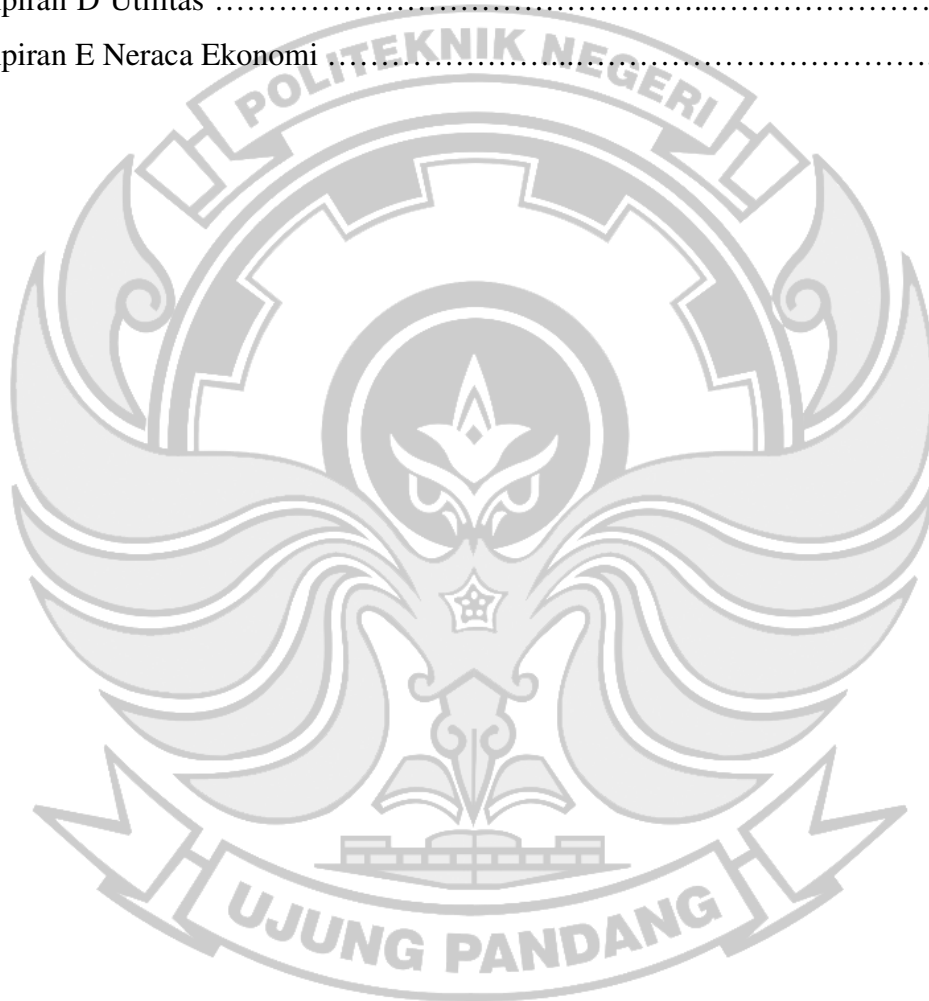 piran D Utilitas …………………………………………...…………………
piran E Neraca Ekonomi …………………...………………………………
POLITEKNIK NEGERI
UJUNG PANDANG